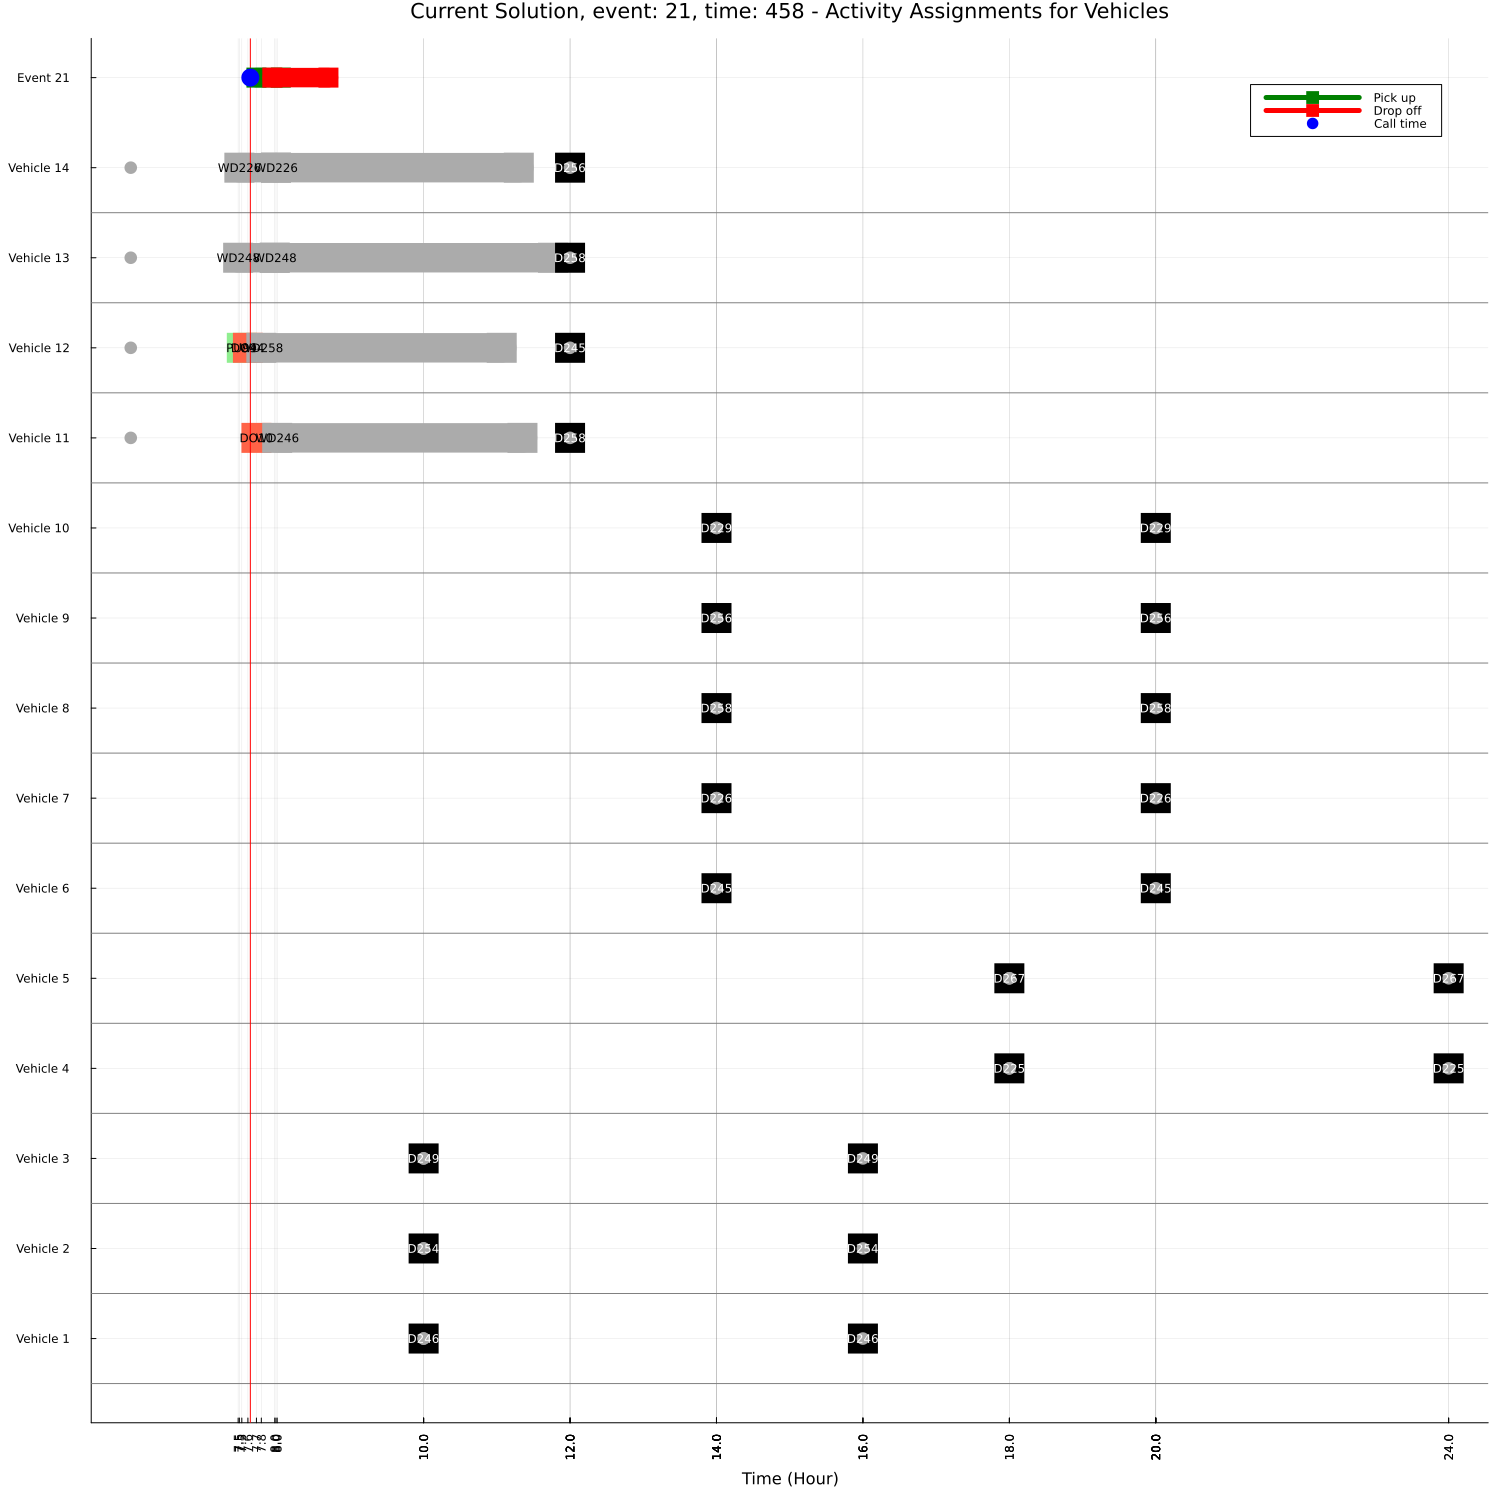 Current Solution, event: 21, time: 458 - Activity Assignments for Vehicles
Event 21
Pick up
Drop off
Call time
Vehicle 14 WD226 WD226 D256
Vehicle 13 WD248 WD248 D258
Vehicle 12 D245
Vehicle 11 WD246 D258
Vehicle 10 D229 D229
Vehicle 9 D256 D256
Vehicle 8 D258 D258
Vehicle 7 D226 D226
Vehicle 6 D245 D245
Vehicle 5 D267 D267
Vehicle 4 D225 D225
Vehicle 3 D249 D249
Vehicle 2 D254 D254
Vehicle 1 D246 D246
7.8 10.0 12.0 14.0 16.0 18.0 20.0 24.0
Time (Hour)